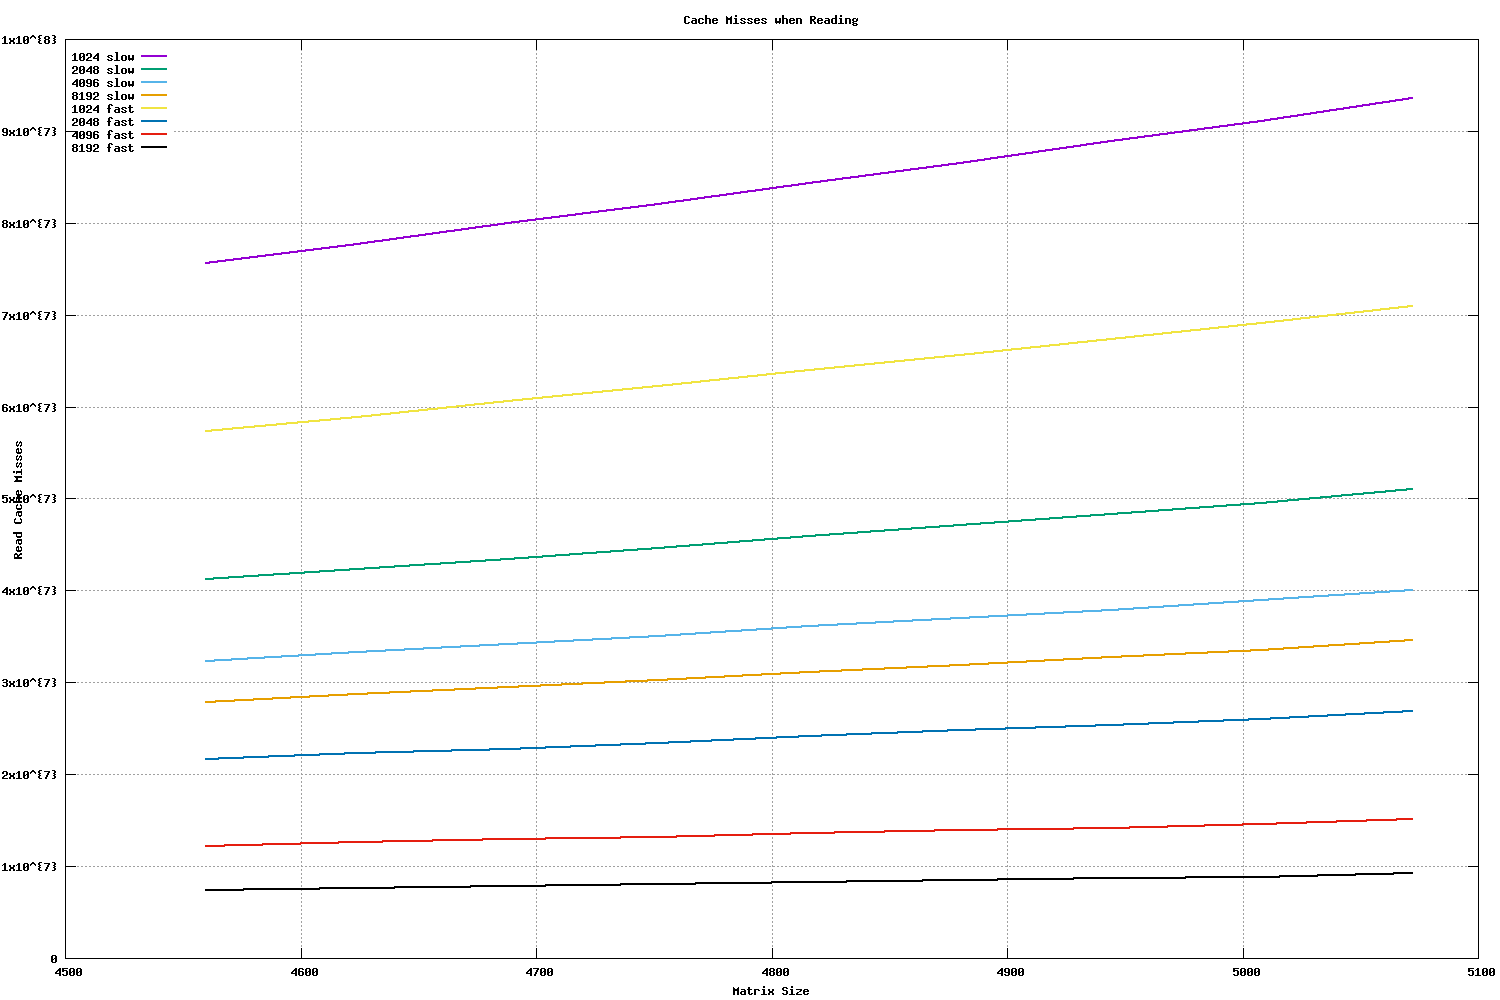 Cache Misses when Reading
1x10^{8}
9x10^{7}
8x10^{7}
7x10^{7}
6x10^{7}
5x10^{7}
4x10^{7}
3x10^{7}
2x10^{7}
1x10^{7}
0
1024 slow
2048 slow
4096 slow
8192 slow
1024 fast
2048 fast
4096 fast
8192 fast
Read Cache Misses
4500 4600 4700 4800 4900 5000 5100
Matrix Size